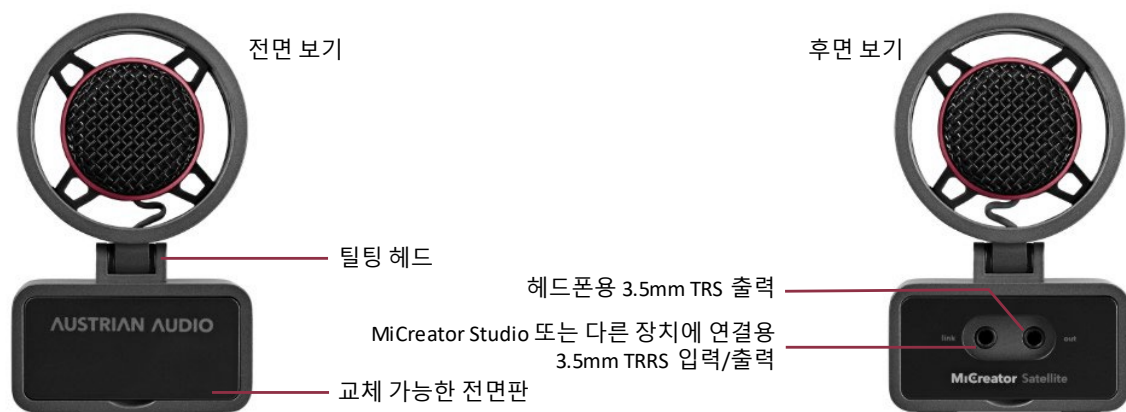 전면 보기
후면 보기
틸팅 헤드
헤드폰용 3.5mm TRS 출력
AUSTRIAN AUDIO
MiCreator Studio 또는 다른 장치에 연결용
3.5mm TRRS 입력/출력
link
out
MiCreator Satellite
교체 가능한 전면판